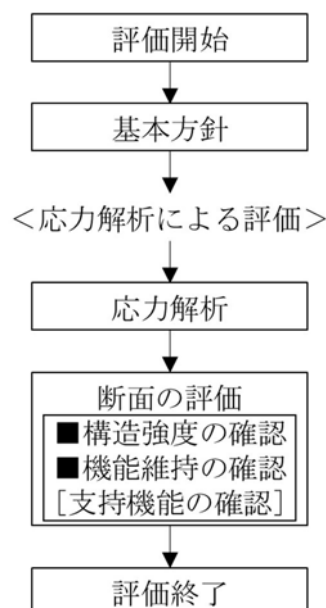 評価開始
基本方針
＜応力解析による評価＞
応力解析
断面の評価
■構造強度の確認
■機能維持の確認
[支持機能の確認]
評価終了